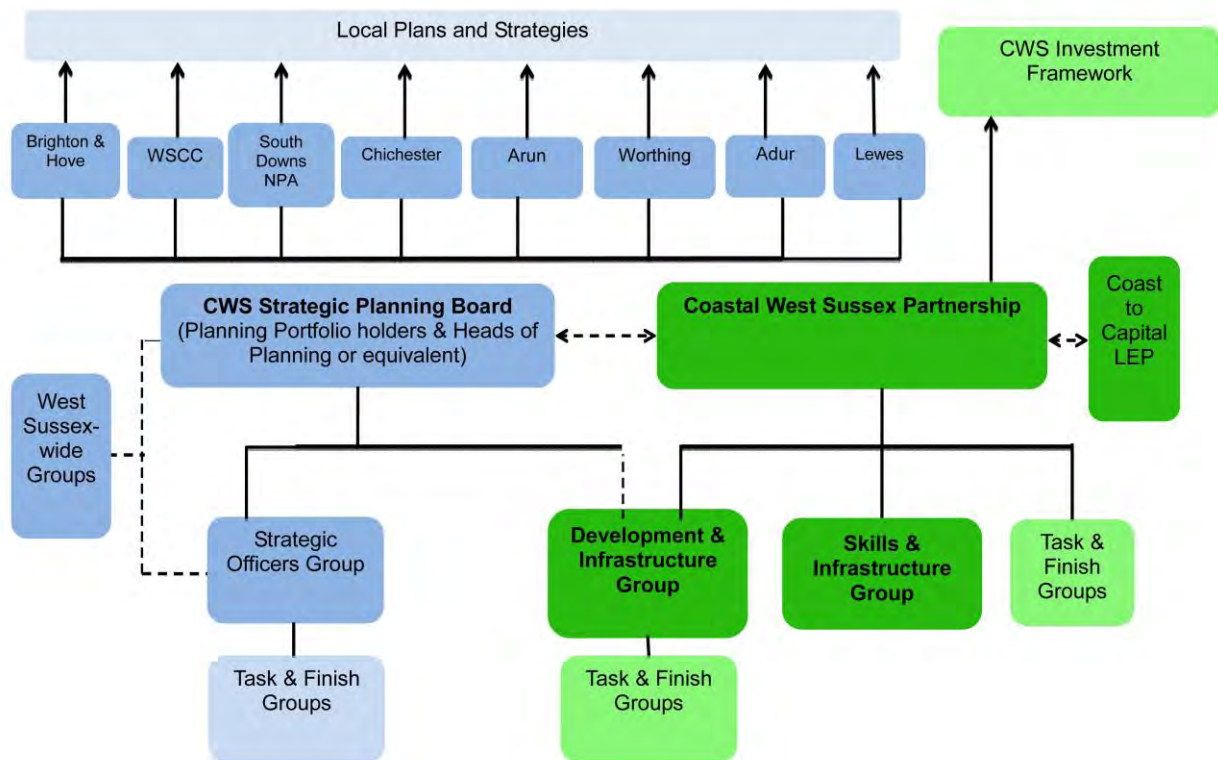 Local Plans and Strategies
CWS Investment
Framework
Brighton &
Hove
WSCC
South
Downs
NPA
Chichester
Arun
Worthing
Adur
Lewes
CWS Strategic Planning Board
(Planning Portfolio holders & Heads of
Planning or equivalent)
Coastal West Sussex Partnership
Coast
to
Capital
LEP
West
Sussex-
wide
Groups
Strategic
Officers Group
Development &
Infrastructure
Group
Skills &
Infrastructure
Group
Task &
Finish
Groups
Task & Finish
Groups
Task & Finish
Groups